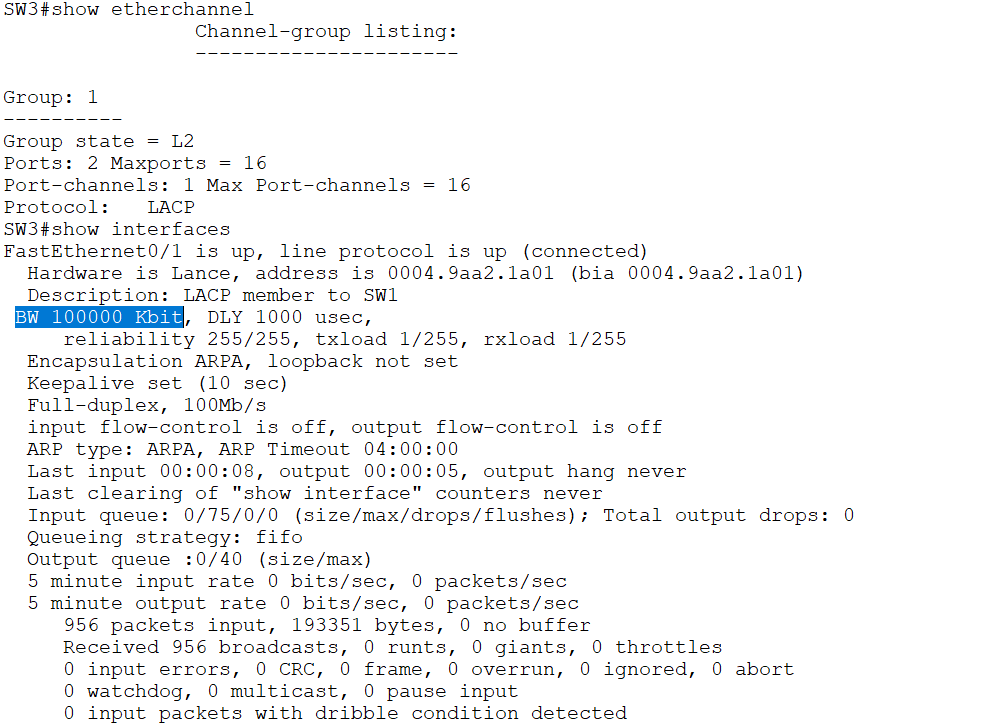 SW3#show etherchannel
Channel-group listing:
----------------------
Group: 1
----------
Group state = L2
Ports: 2 Maxports = 16
Port-channels: 1 Max Port-channels = 16
Protocol:   LACP
SW3#show interfaces
FastEthernet0/1 is up, line protocol is up (connected)
Hardware is Lance, address is 0004.9aa2.1a01 (bia 0004.9aa2.1a01)
Description: LACP member to SW1
BW 100000 Kbit, DLY 1000 usec,
reliability 255/255, txload 1/255, rxload 1/255
Encapsulation ARPA, loopback not set
Keepalive set (10 sec)
Full-duplex, 100Mb/s
input flow-control is off, output flow-control is off
ARP type: ARPA, ARP Timeout 04:00:00
Last input 00:00:08, output 00:00:05, output hang never
Last clearing of "show interface" counters never
Input queue: 0/75/0/0 (size/max/drops/flushes); Total output drops: 0
Queueing strategy: fifo
Output queue :0/40 (size/max)
5 minute input rate 0 bits/sec, 0 packets/sec
5 minute output rate 0 bits/sec, 0 packets/sec
956 packets input, 193351 bytes, 0 no buffer
Received 956 broadcasts, 0 runts, 0 giants, 0 throttles
0 input errors, 0 CRC, 0 frame, 0 overrun, 0 ignored, 0 abort
0 watchdog, 0 multicast, 0 pause input
0 input packets with dribble condition detected